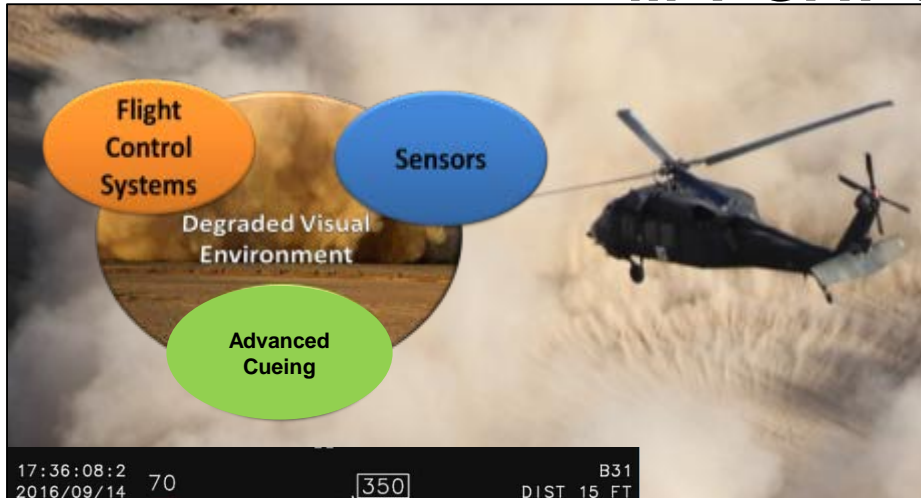 Flight
Control
Systems
Sensors
Degraded Visual
Environment
Advanced
Cueing
17:36:08:2
2016/09/14
70
350
B31
DIST 15 FT